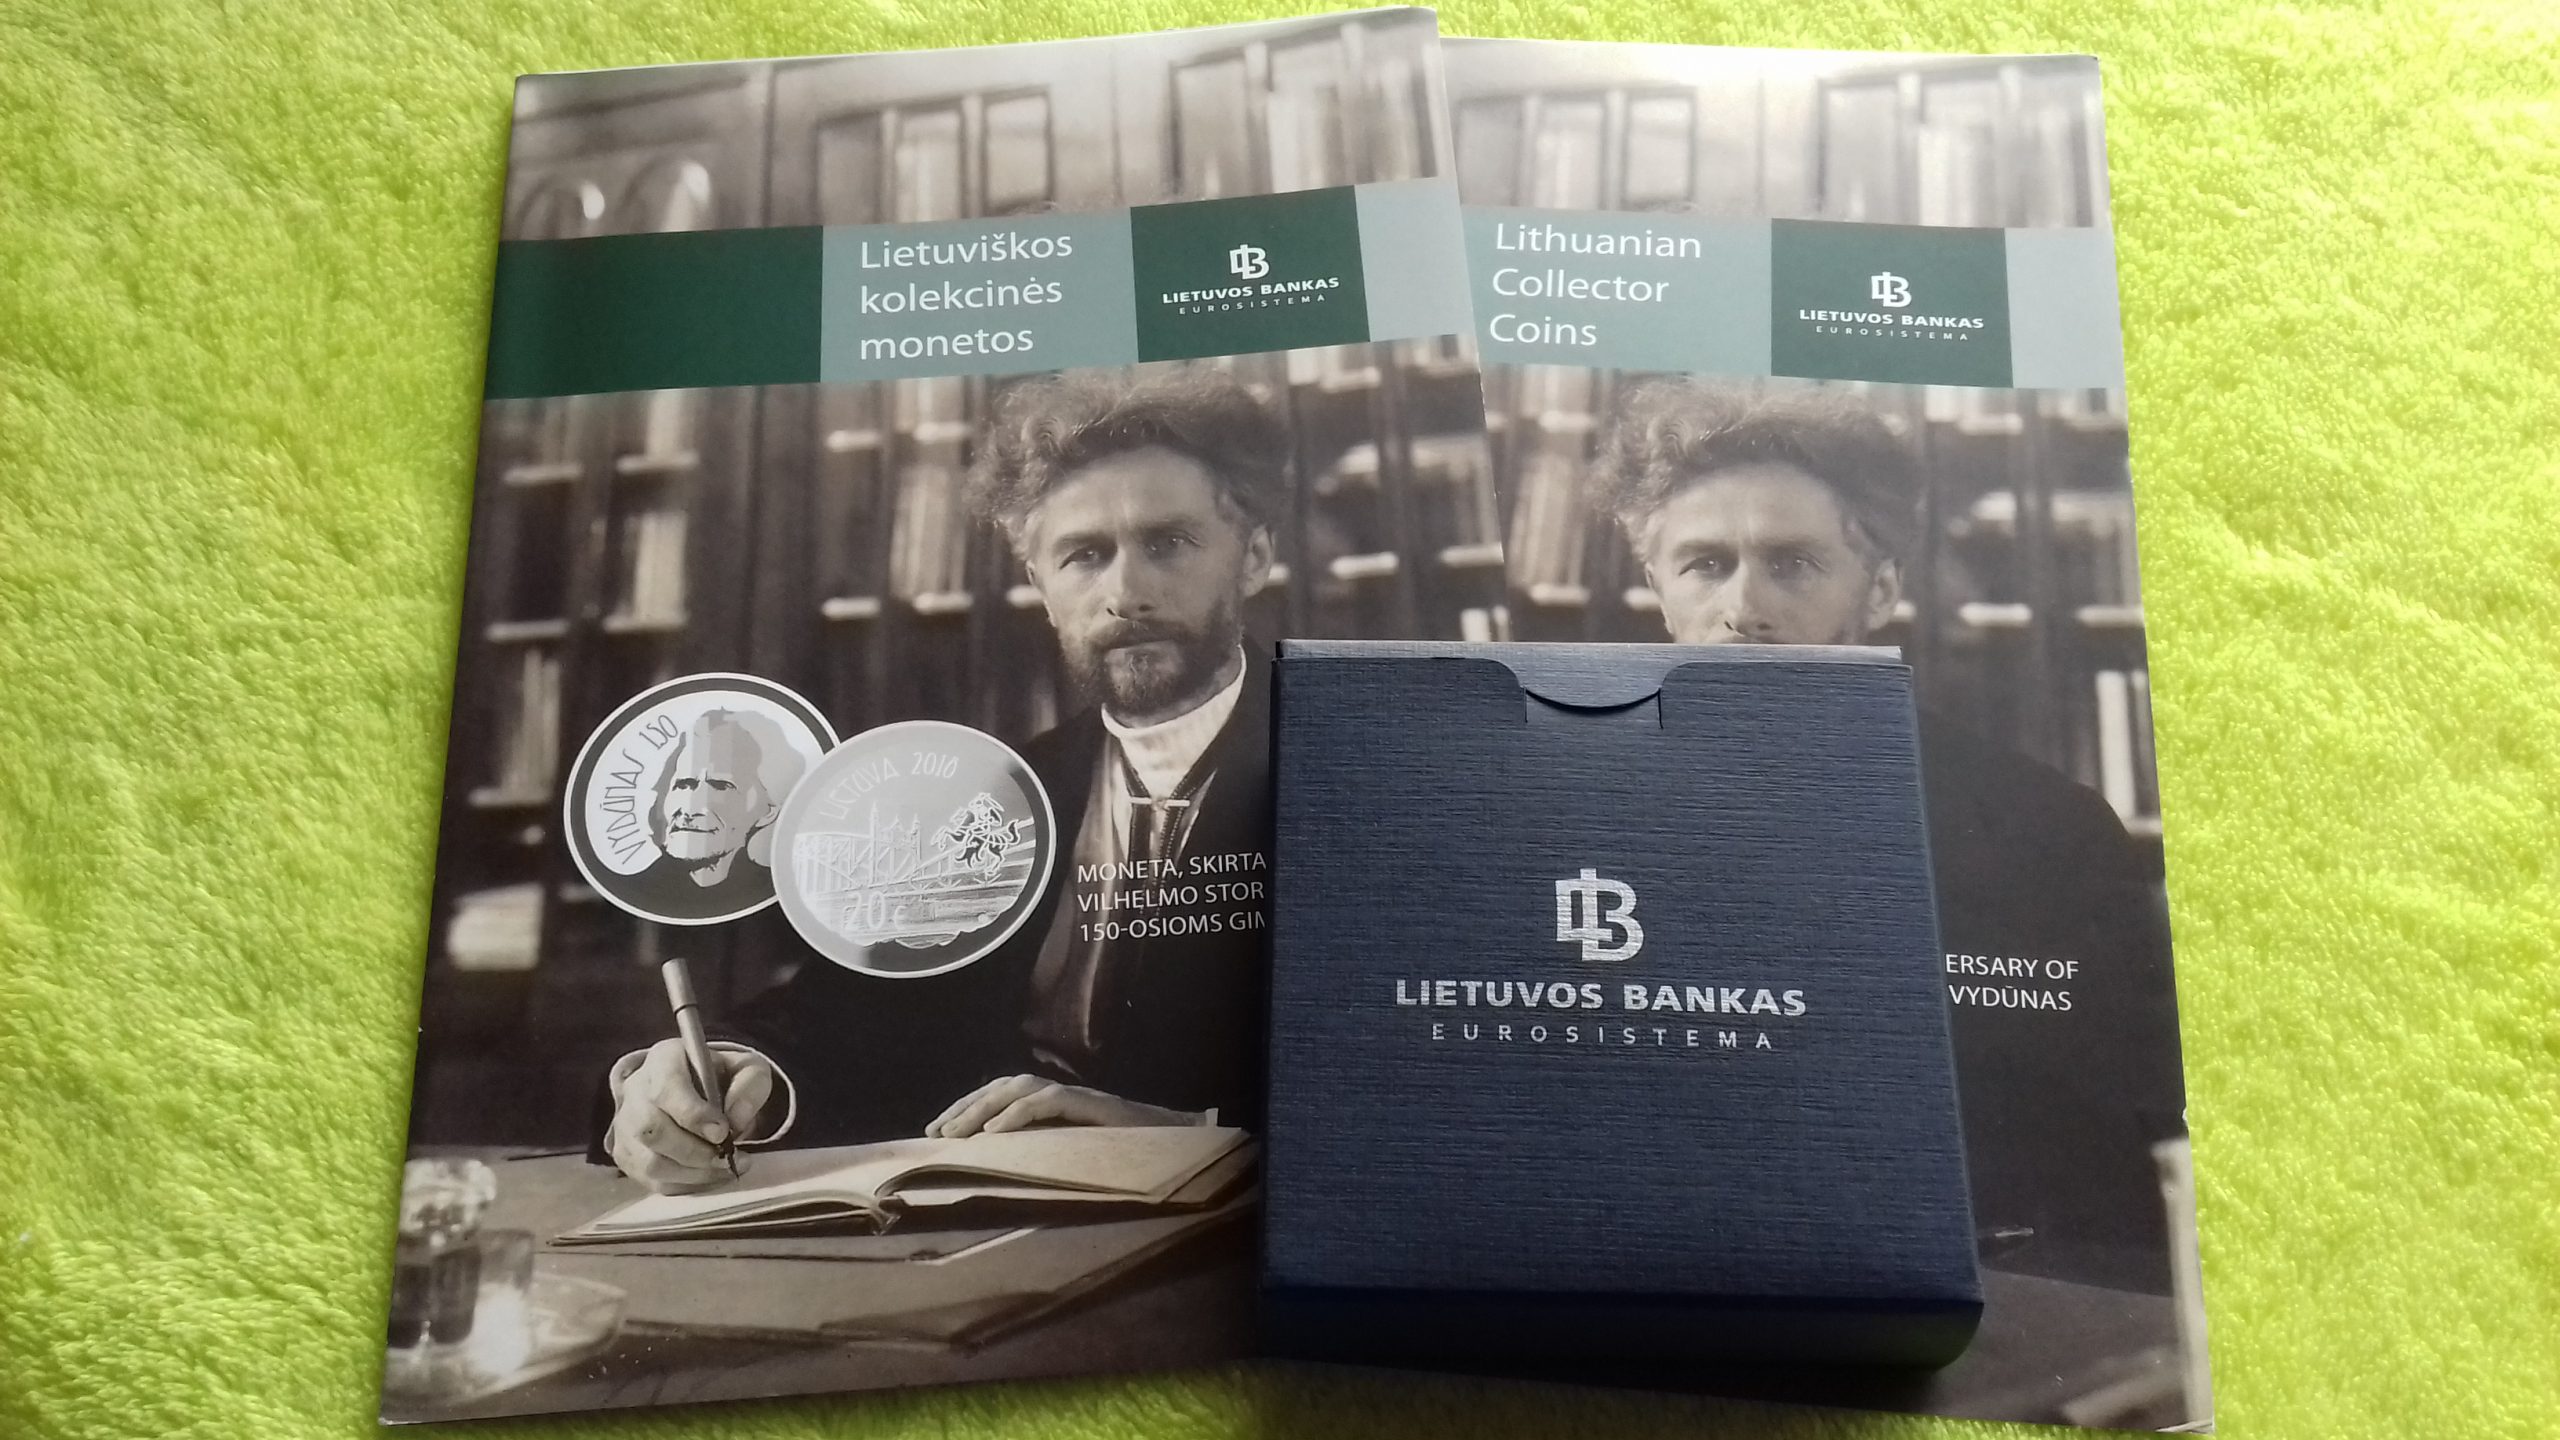 Lietuviškos
kolekcinės
monetos
LIETUVOS BANKAS
EUROSISTEMA
Lithuanian
Collector
Coins
LIETUVOS BANKAS
EUROSISTEMA
VYDŪNAS 150
LIETUVA 2018
20 €
MONETA, SKIRTA
VILHELMO STOR
150-OSIOMS GIM
ERSARY OF
VYDŪNAS
LIETUVOS BANKAS
EUROSISTEMA